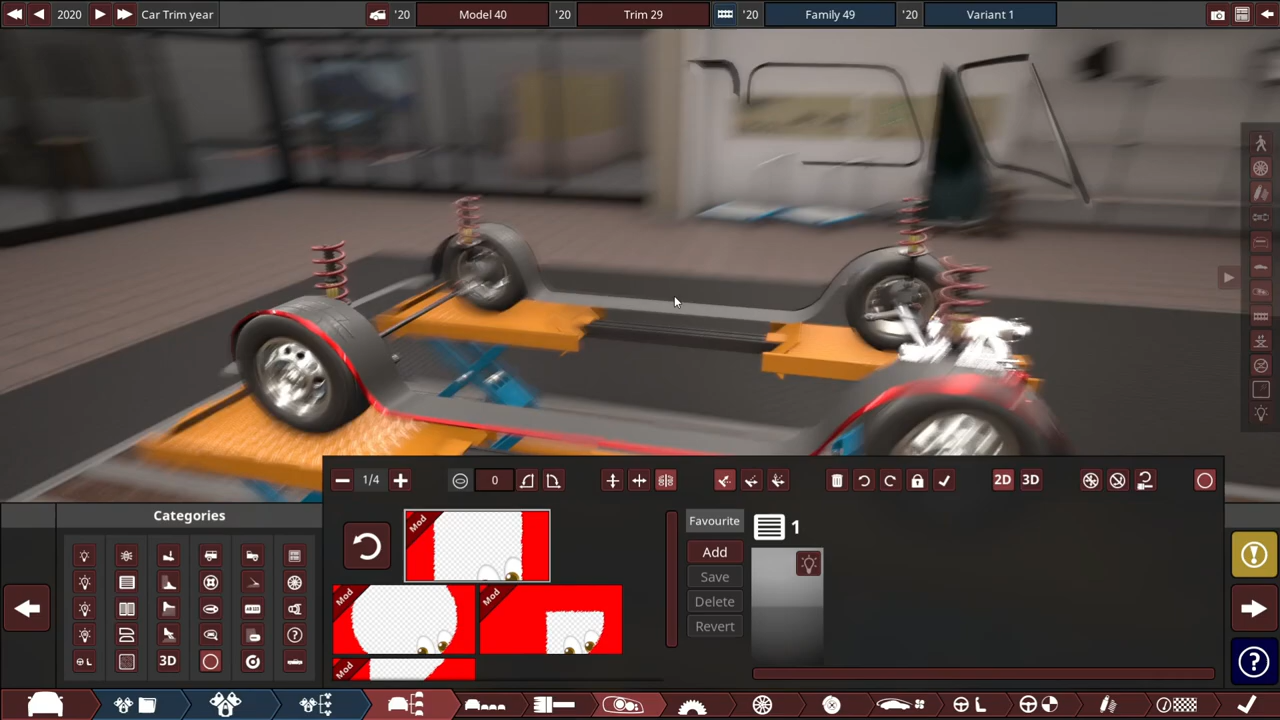 2020 Car Trim year '20 Model 40 '20 Trim 29 '20 Family 49 '20 Variant 1
1/4 0 2D 3D
Categories
Mod
Favourite
1
Add
Mod
Mod
Save
Delete
Revert
3D
Mod